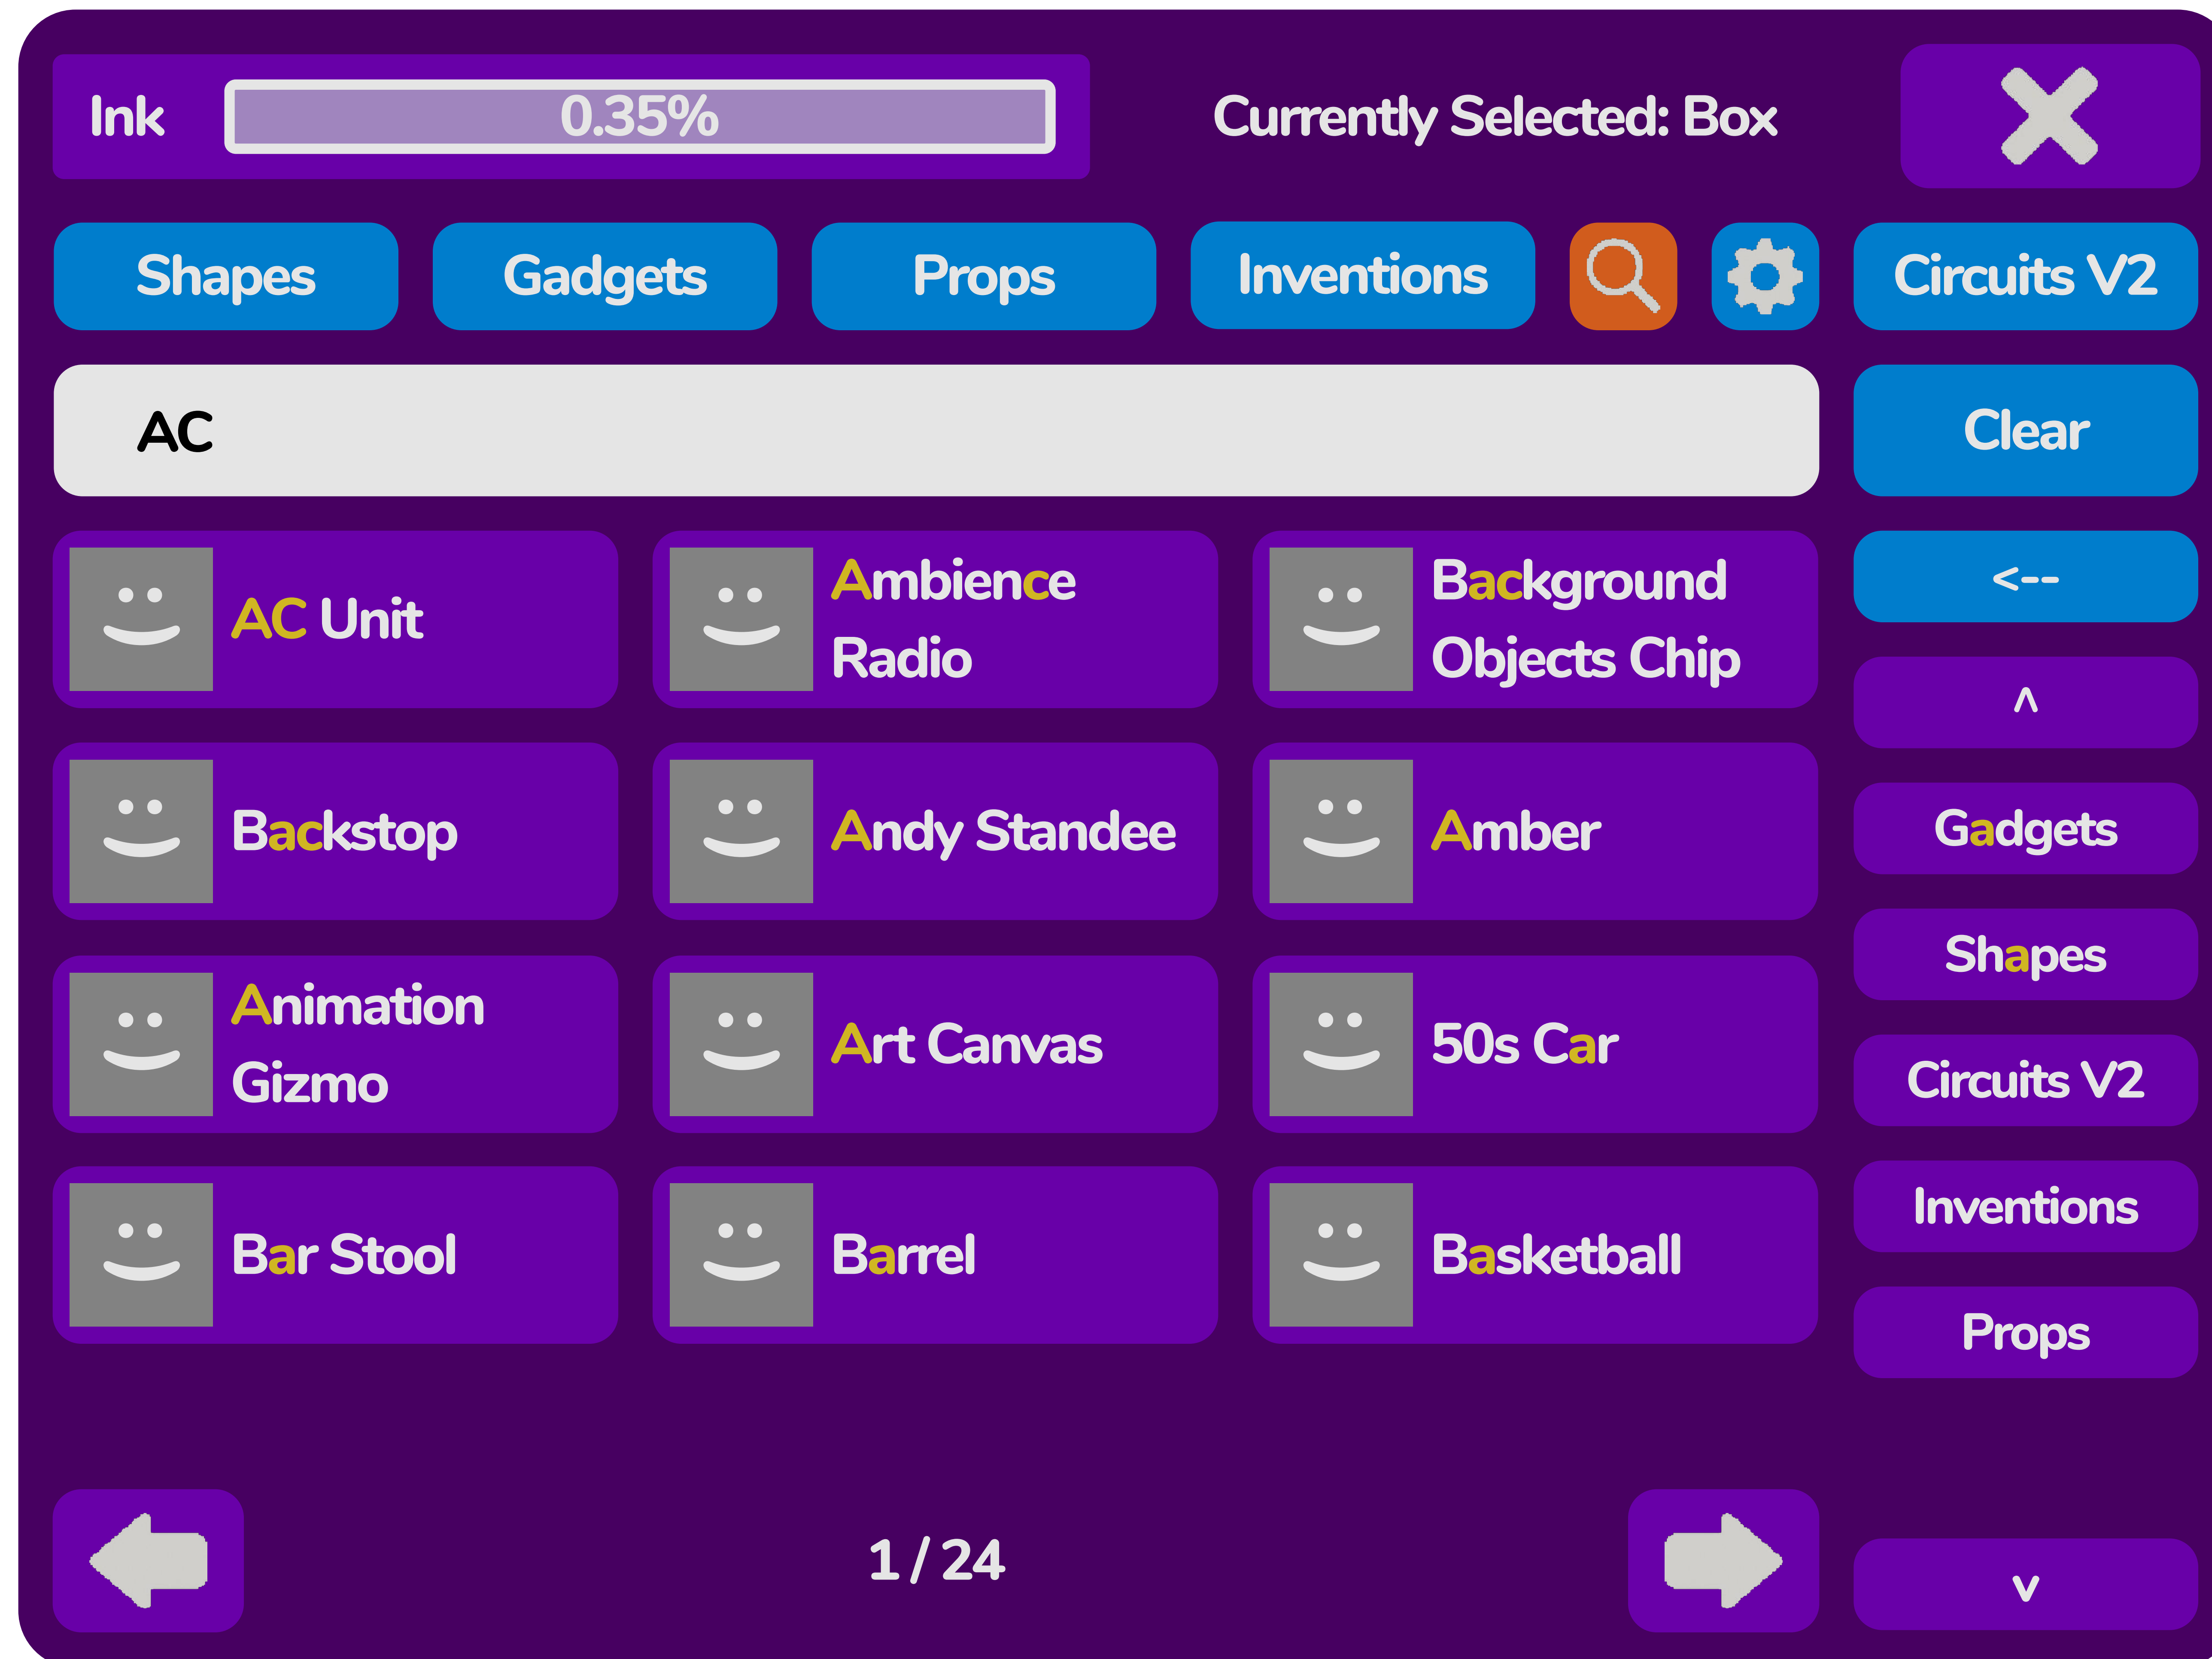 Ink
0.35%
Currently Selected: Box
Shapes
Gadgets
Props
Inventions
Circuits V2
AC
Clear
AC Unit
Ambience
Radio
Background
Objects Chip
<--
^
Backstop
Andy Standee
Amber
Gadgets
Shapes
Animation
Gizmo
Art Canvas
50s Car
Circuits V2
Inventions
Bar Stool
Barrel
Basketball
Props
1 / 24
v